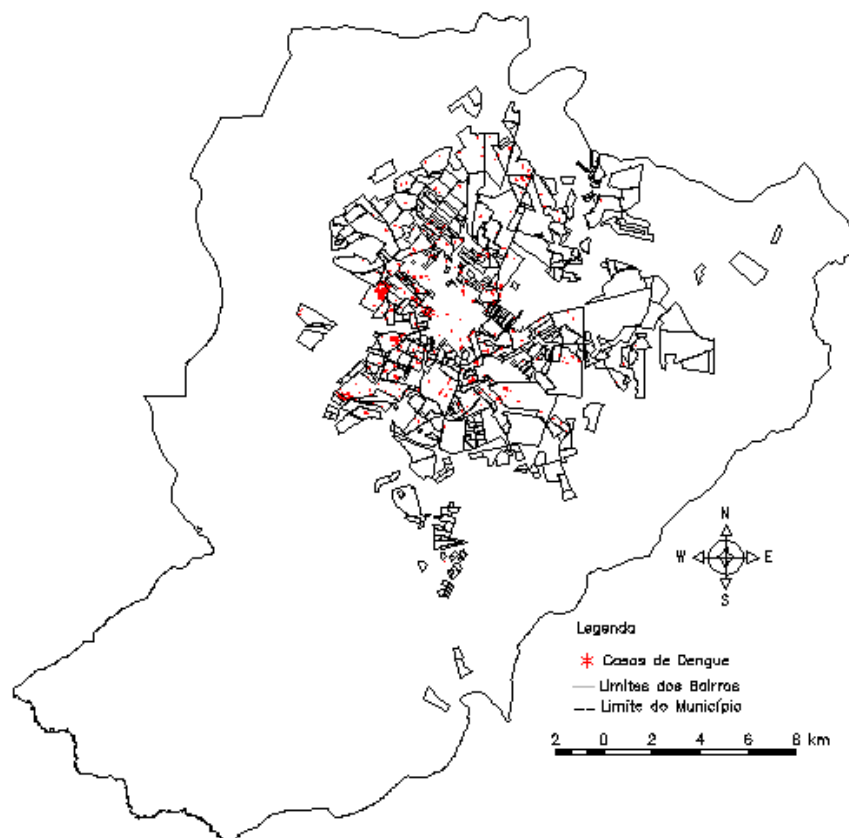 N
W E
S
Legenda
Casos de Dengue
Limites dos Bairros
Limite do Município
2 0 2 4 6 8 km